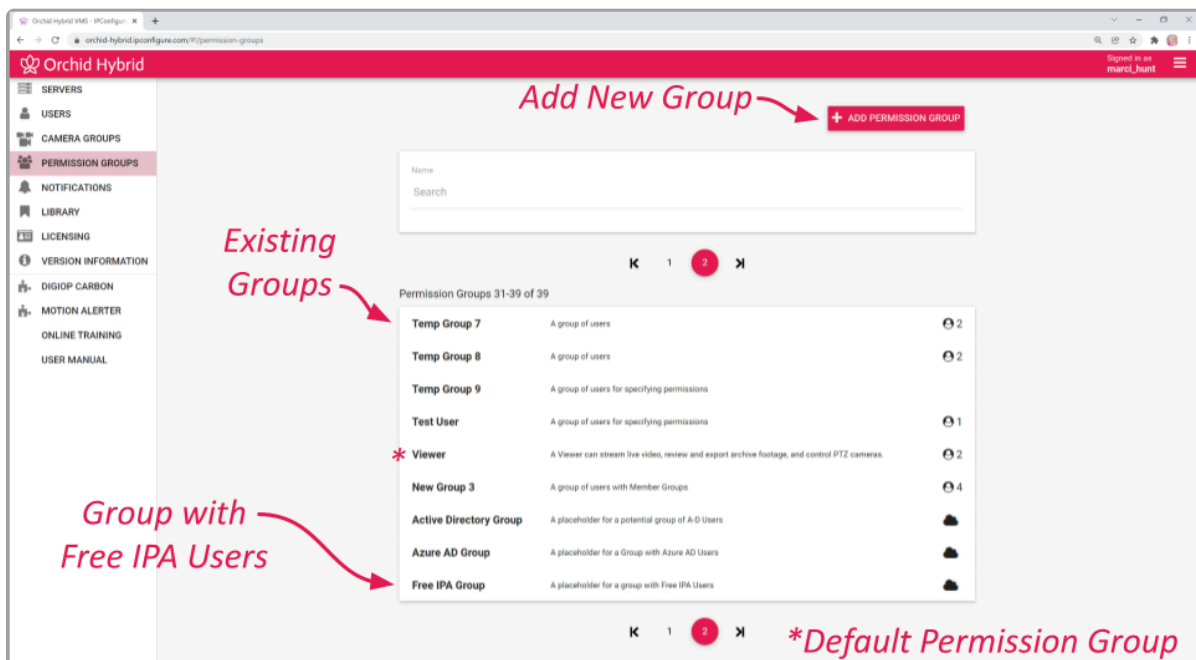 Orchid Hybrid VMS - IPConfigur
orchid-hybrid.ipconfigure.com/#!/permission-groups
Orchid Hybrid
Signed in as
marci_hunt
SERVERS
USERS
CAMERA GROUPS
PERMISSION GROUPS
NOTIFICATIONS
LIBRARY
LICENSING
VERSION INFORMATION
DIGIOP CARBON
MOTION ALERTER
ONLINE TRAINING
USER MANUAL
Add New Group
+ ADD PERMISSION GROUP
Name
Search
1 2
Existing
Groups
Permission Groups 31-39 of 39
Temp Group 7 A group of users 2
Temp Group 8 A group of users 2
Temp Group 9 A group of users for specifying permissions
Test User A group of users for specifying permissions 1
* Viewer A Viewer can stream live video, review and export archive footage, and control PTZ cameras. 2
New Group 3 A group of users with Member Groups 4
Active Directory Group A placeholder for a potential group of A-D Users
Azure AD Group A placeholder for a Group with Azure AD Users
Free IPA Group A placeholder for a group with Free IPA Users
Group with
Free IPA Users
1 2
*Default Permission Group